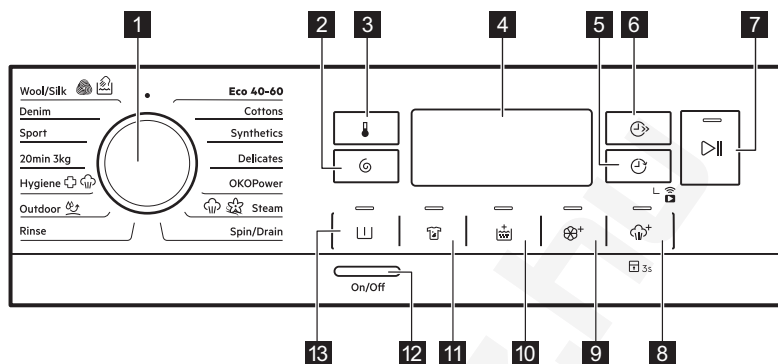 1
2
3
4
5
6
7
Wool/Silk
Denim
Sport
20min 3kg
Hygiene
Outdoor
Rinse
Eco 40-60
Cottons
Synthetics
Delicates
OKOPower
Steam
Spin/Drain
3s
On/Off
13
12
11
10
9
8